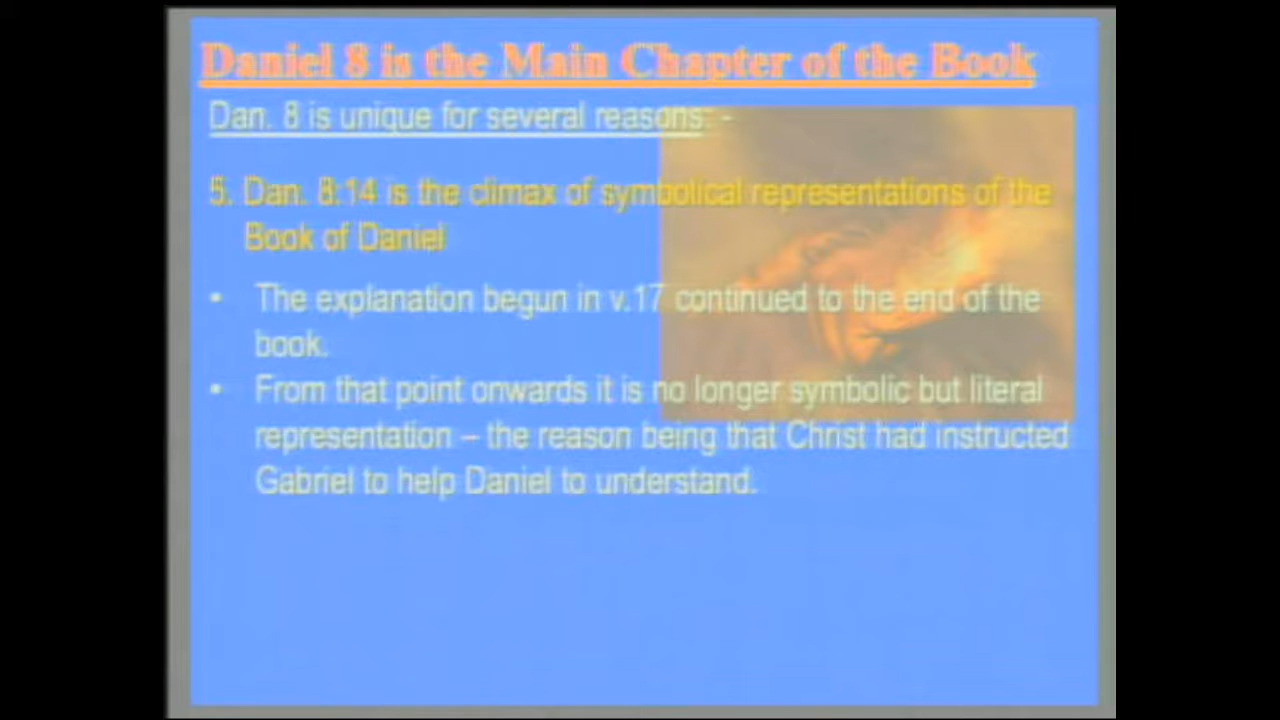 Daniel 8 is the Main Chapter of the Book
Dan. 8 is unique for several reasons: -
5. Dan. 8:14 is the climax of symbolical representations of the
Book of Daniel
• The explanation begun in v.17 continued to the end of the
book.
• From that point onwards it is no longer symbolic but literal
representation – the reason being that Christ had instructed
Gabriel to help Daniel to understand.